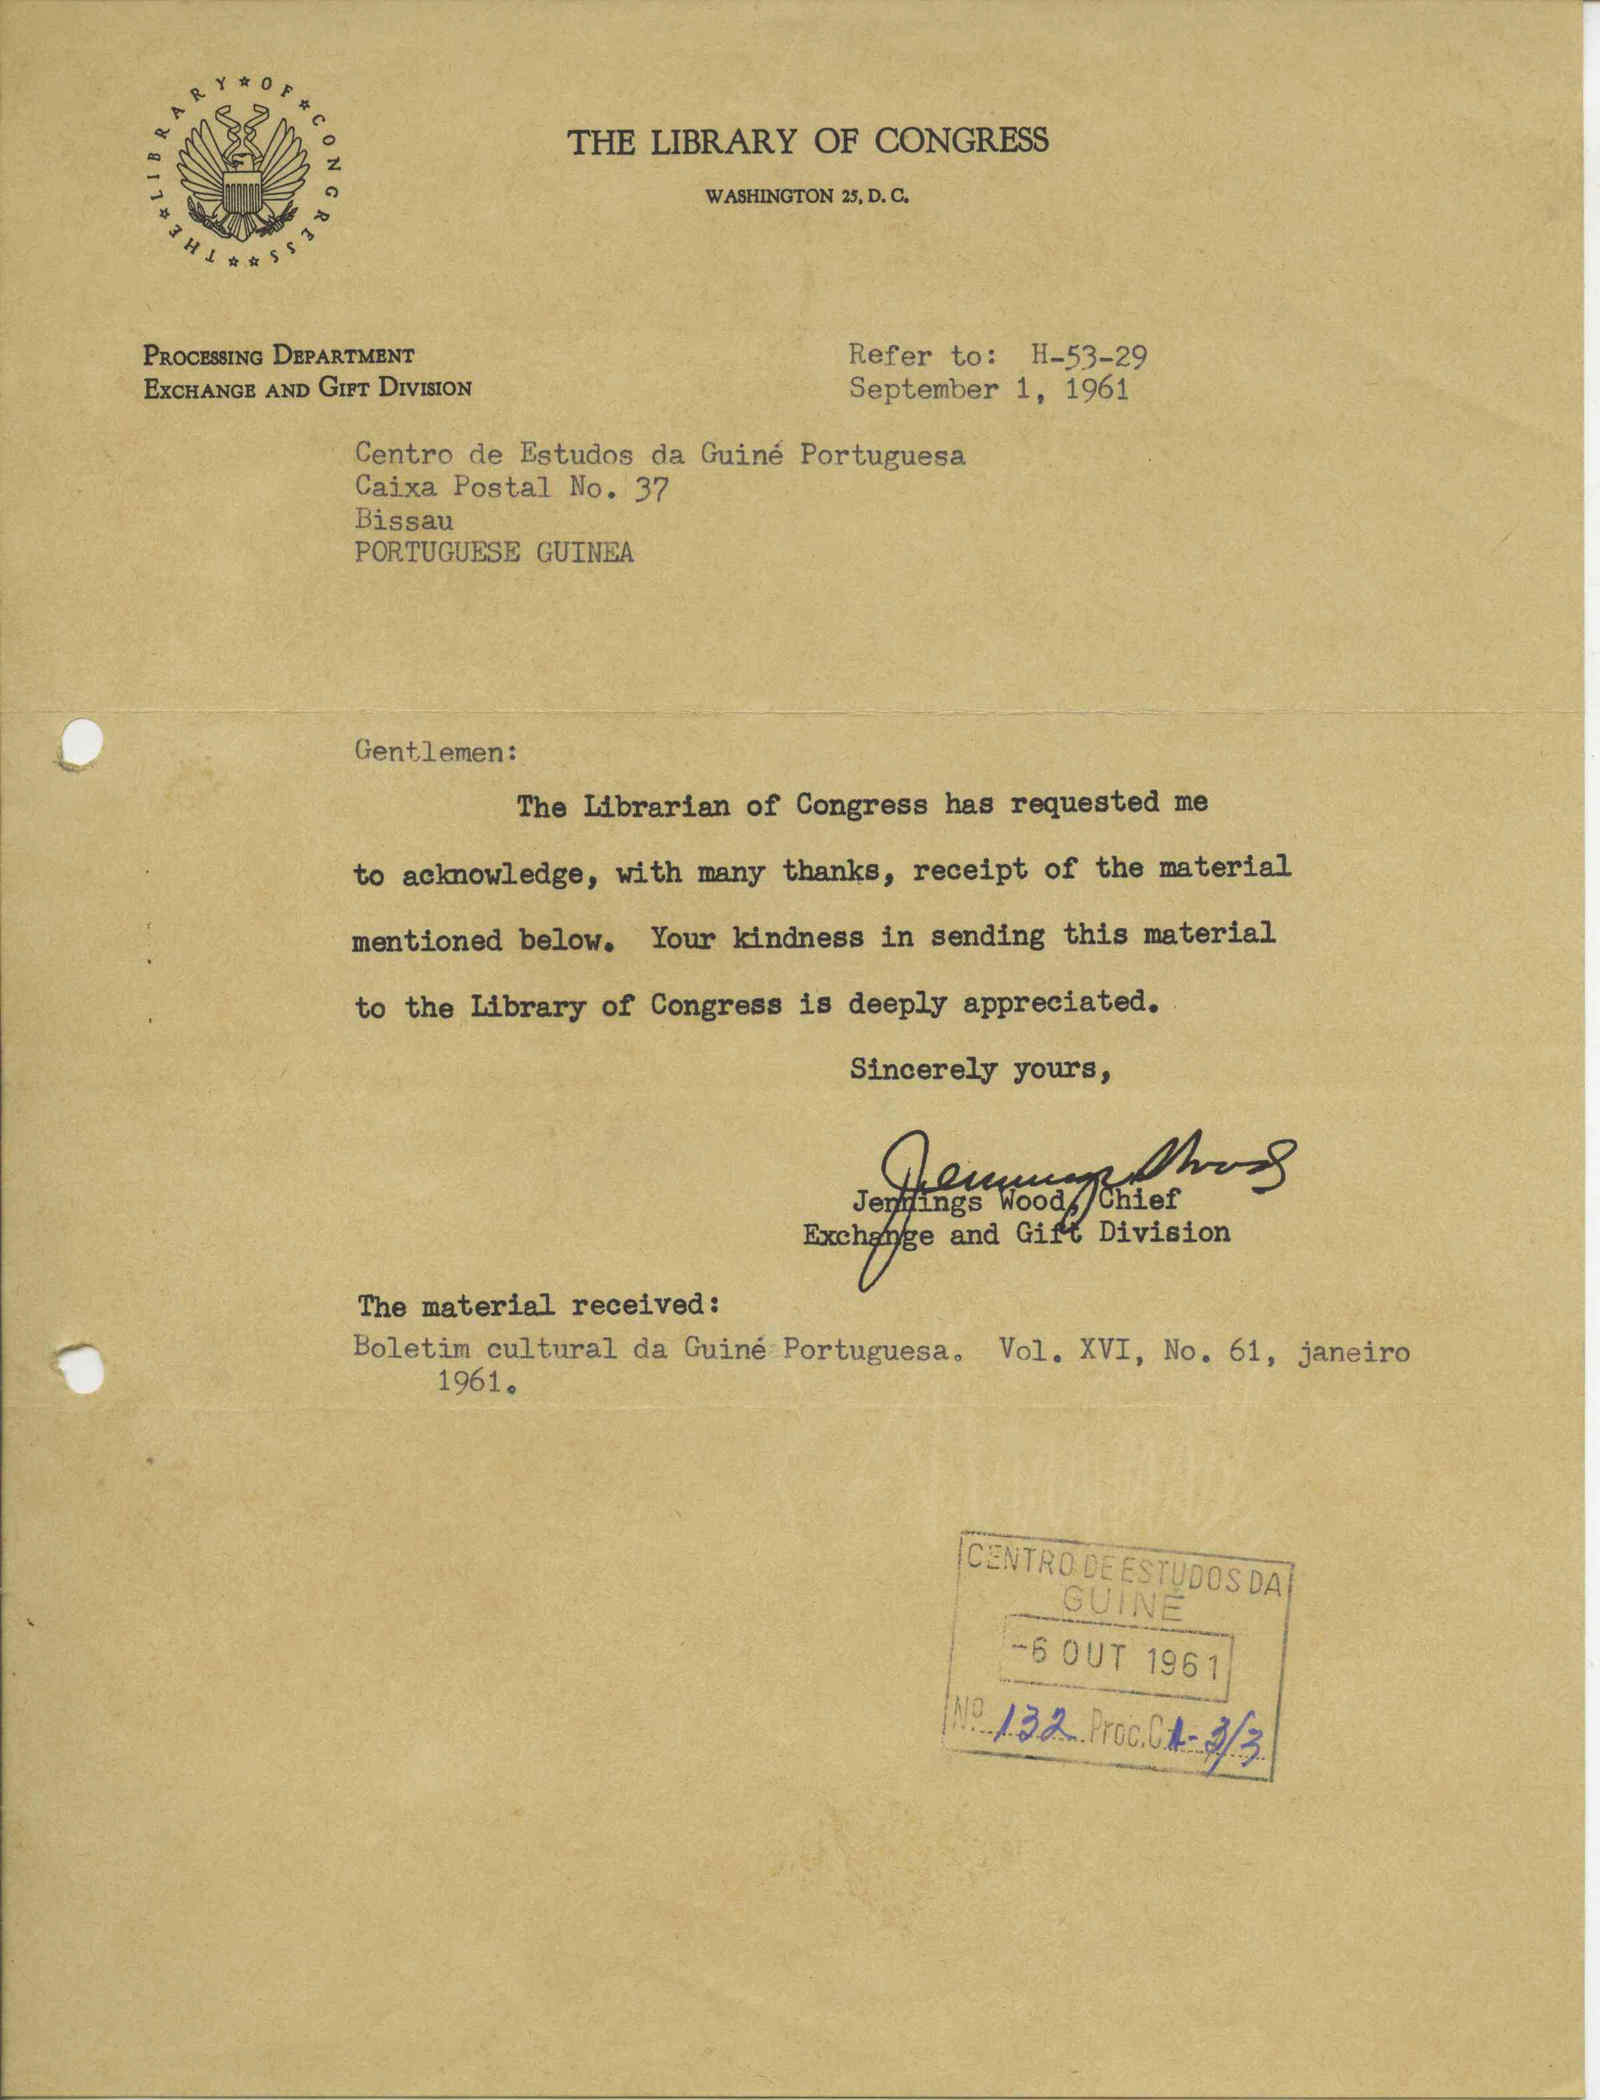 THE★LIBRARY★OF★CONGRESS★★
THE LIBRARY OF CONGRESS
WASHINGTON 25, D. C.
PROCESSING DEPARTMENT
EXCHANGE AND GIFT DIVISION
Refer to: H-53-29
September 1, 1961
Centro de Estudos da Guiné Portuguesa
Caixa Postal No. 37
Bissau
PORTUGUESE GUINEA
Gentlemen:
The Librarian of Congress has requested me
to acknowledge, with many thanks, receipt of the material
mentioned below. Your kindness in sending this material
to the Library of Congress is deeply appreciated.
Sincerely yours,
Jennings Wood
Jennings Wood, Chief
Exchange and Gift Division
The material received:
Boletim cultural da Guiné Portuguesa. Vol. XVI, No. 61, janeiro
1961.
CENTRO DE ESTUDOS DA
GUINÉ
-6 OUT 1961
Nº 132 Proc. C 1-3/3